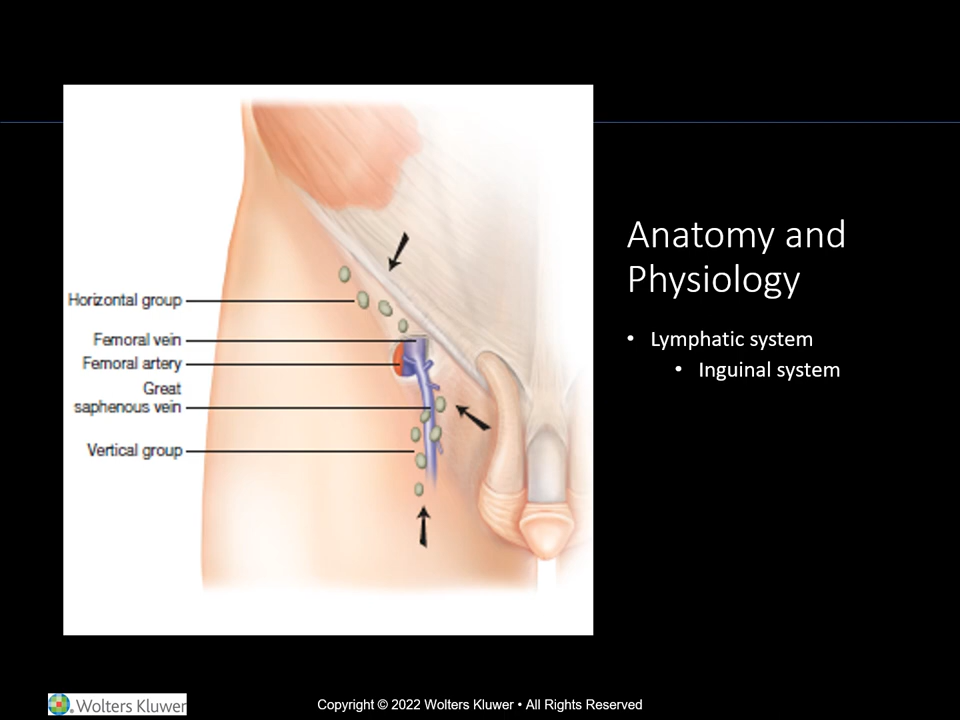 Horizontal group
Femoral vein
Femoral artery
Great
saphenous vein
Vertical group
Anatomy and
Physiology
• Lymphatic system
• Inguinal system
Wolters Kluwer
Copyright © 2022 Wolters Kluwer • All Rights Reserved